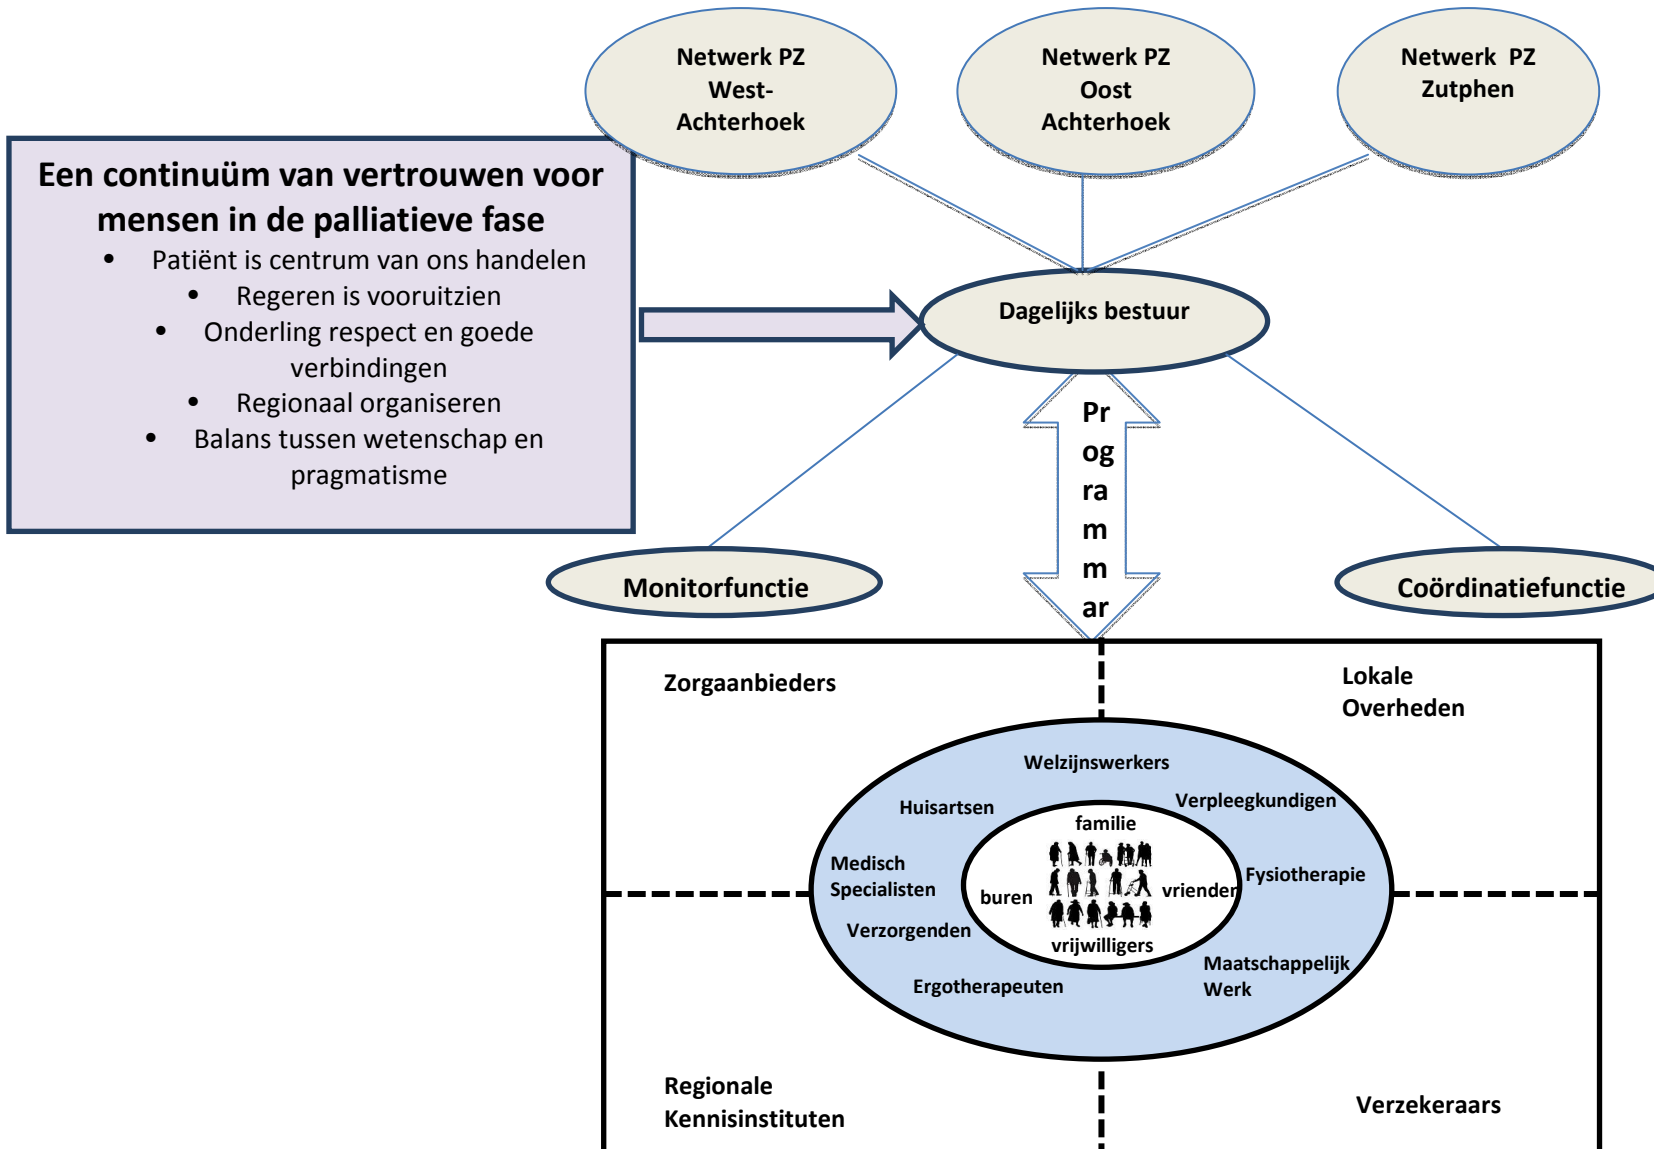 Netwerk PZ
West-
Achterhoek
Netwerk PZ
Oost
Achterhoek
Netwerk PZ
Zutphen
Een continuüm van vertrouwen voor
mensen in de palliatieve fase
• Patiënt is centrum van ons handelen
• Regeren is vooruitzien
• Onderling respect en goede
verbindingen
• Regionaal organiseren
• Balans tussen wetenschap en
pragmatisme
Dagelijks bestuur
Pr
og
ra
m
m
ar
Monitorfunctie
Coördinatiefunctie
Zorgaanbieders
Lokale
Overheden
Welzijnswerkers
Huisartsen
Verpleegkundigen
familie
Medisch
Specialisten
Fysiotherapie
buren
vriender
Verzorgenden
vrijwilligers
Maatschappelijk
Werk
Ergotherapeuten
Regionale
Kennisinstituten
Verzekeraars